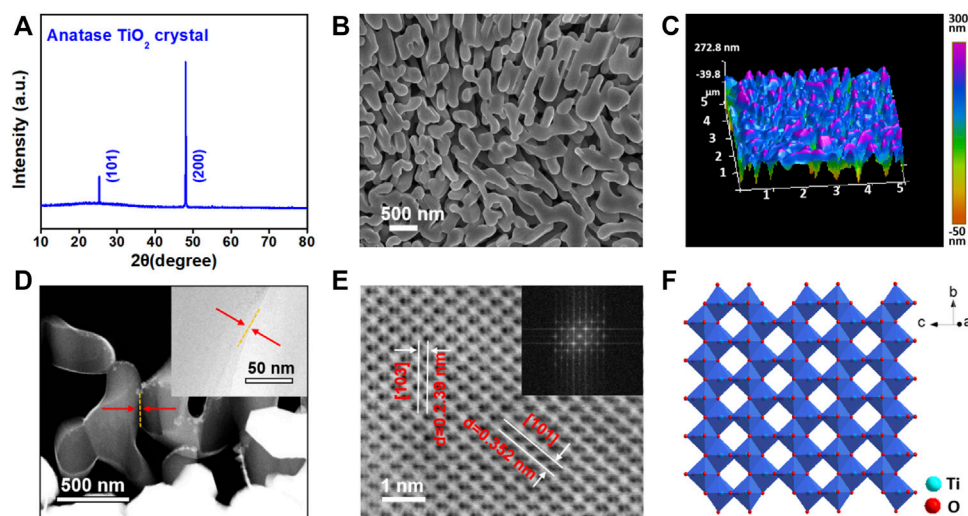 A
Anatase TiO₂ crystal
Intensity (a.u.)
(101)
(200)
10 20 30 40 50 60 70 80
2θ(degree)
B
500 nm
C
272.8 nm
-39.8
µm
5
4
3
2
1
1 2 3 4 5
300 nm
-50 nm
D
50 nm
500 nm
E
[103]
d=0.2.39 nm
[101]
d=0.352 nm
1 nm
F
b
c
a
Ti
O